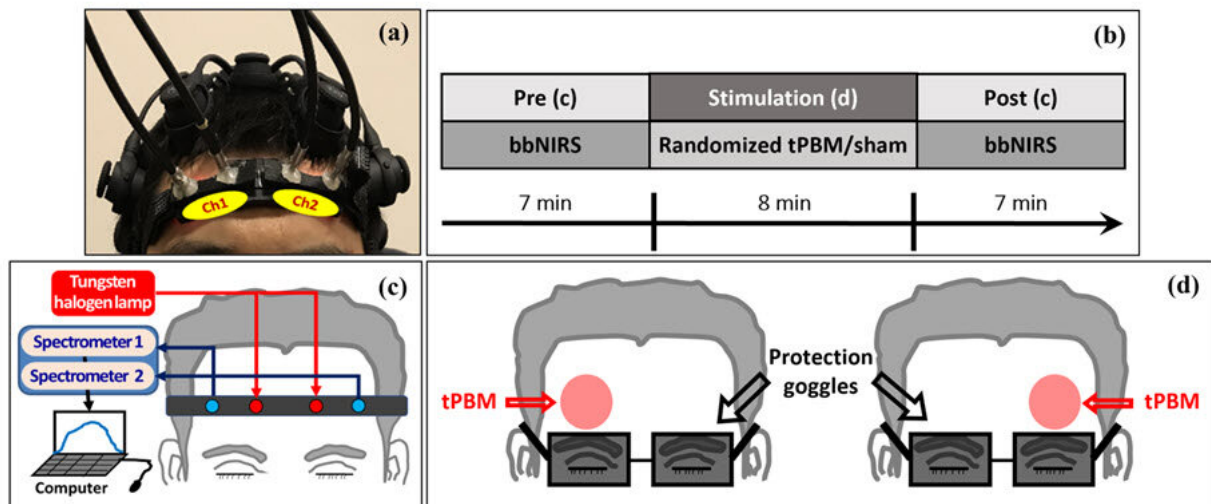 (a)
Ch1
Ch2
(b)
Pre (c)
Stimulation (d)
Post (c)
bbNIRS
Randomized tPBM/sham
bbNIRS
7 min
8 min
7 min
(c)
Tungsten
halogen lamp
Spectrometer 1
Spectrometer 2
Computer
(d)
Protection
goggles
tPBM
tPBM